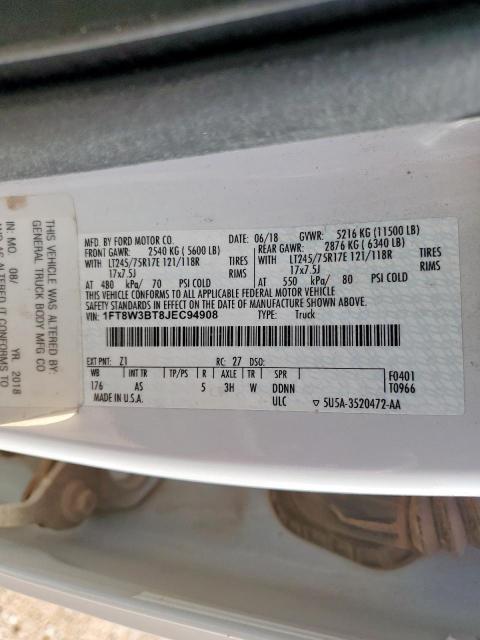 MFD. BY FORD MOTOR CO.
06/18
GVWR: 5216 KG (11500 LB)
FRONT GAWR: 2540 KG ( 5600 LB)
REAR GAWR: 2876 KG ( 6340 LB)
WITH LT245/75R17E 121/118R TIRES
WITH LT245/75R17E 121/118R TIRES
17x7.5J RIMS
17x7.5J RIMS
AT 480 kPa/ 70 PSI COLD
AT 550 kPa/ 80 PSI COLD
THIS VEHICLE CONFORMS TO ALL APPLICABLE FEDERAL MOTOR VEHICLE
SAFETY STANDARDS IN EFFECT ON THE DATE OF MANUFACTURE SHOWN ABOVE.
VIN: 1FT8W3BT8JEC94908
TYPE: Truck
EXT PNT: Z1 RC: 27 DSO:
WB INT TR TP/PS R AXLE TR SPR
176 AS 5 3H W DDNN
F0401
T0966
MADE IN U.S.A.
ULC
▽ 5U5A-3520472-AA
THIS VEHICLE WAS ALTERED BY:
GENERAL TRUCK BODY MFG CO
IN: MO 08/ YR. 2018
AND AS ALTERED IT CONFORMS TO